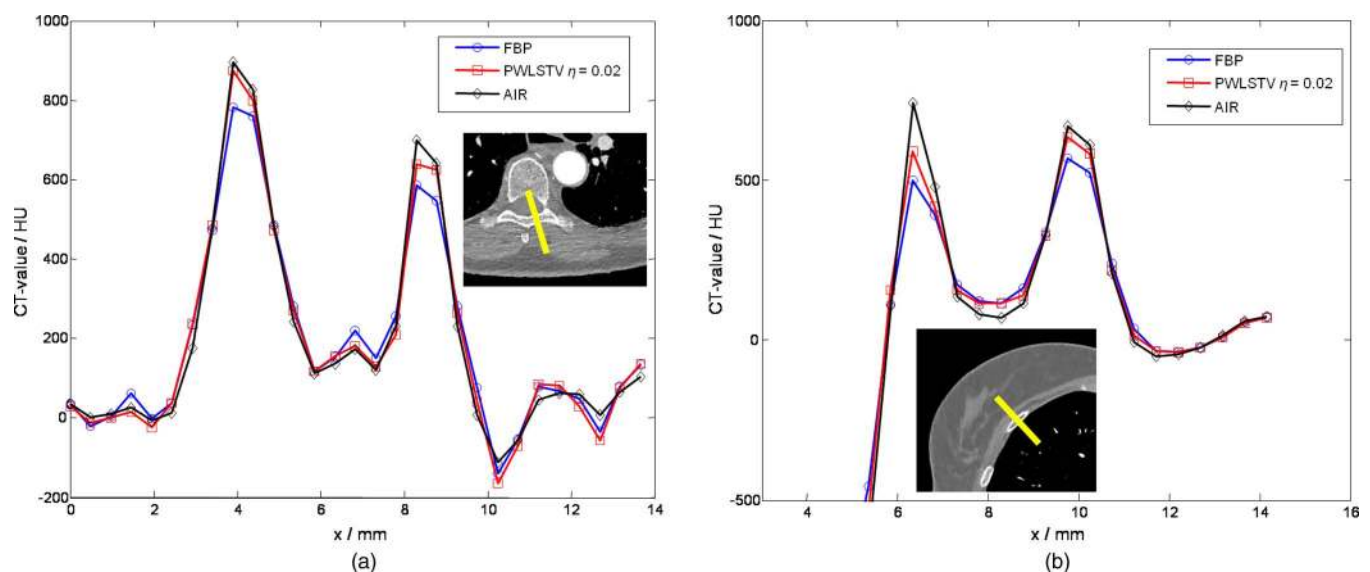 1000
800
600
400
200
0
-200
CT-value / HU
0 2 4 6 8 10 12 14
x / mm
FBP
PWLSTV η = 0.02
AIR
(a)
1000
500
0
-500
CT-value / HU
4 6 8 10 12 14 16
x / mm
FBP
PWLSTV η = 0.02
AIR
(b)